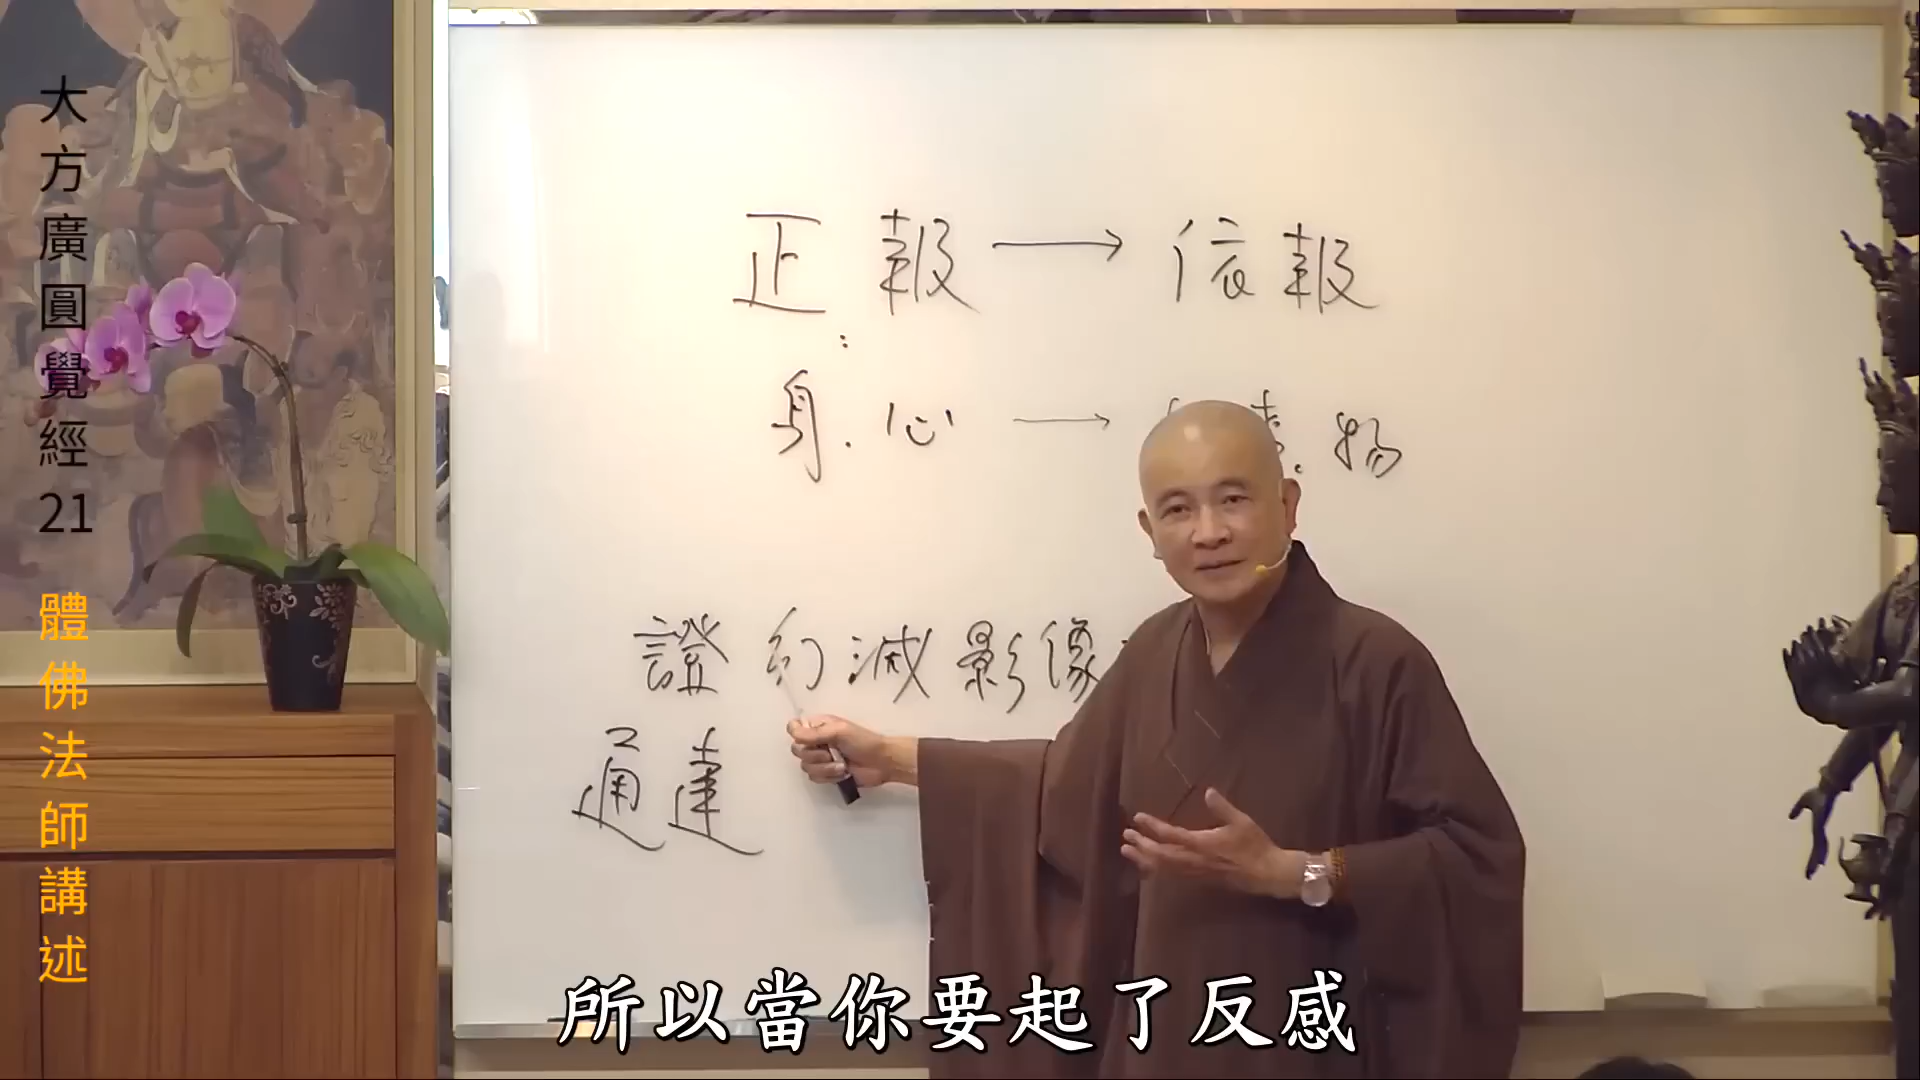 大方廣圓覺經21 體佛法師講述
正報→依報
身.心→ 物
證幻滅影像
通達
所以當你要起了反感